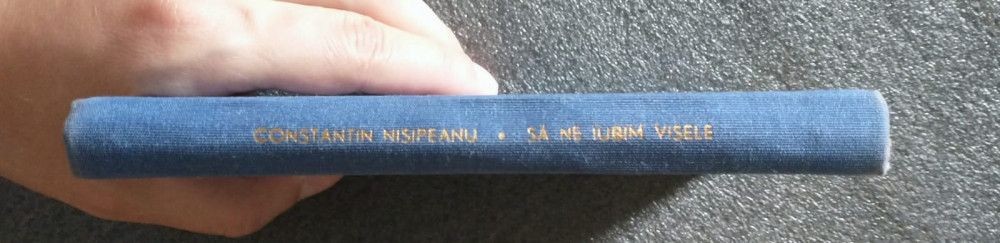 CONSTANTIN NISIPEANU • SĂ NE IUBIM VISELE